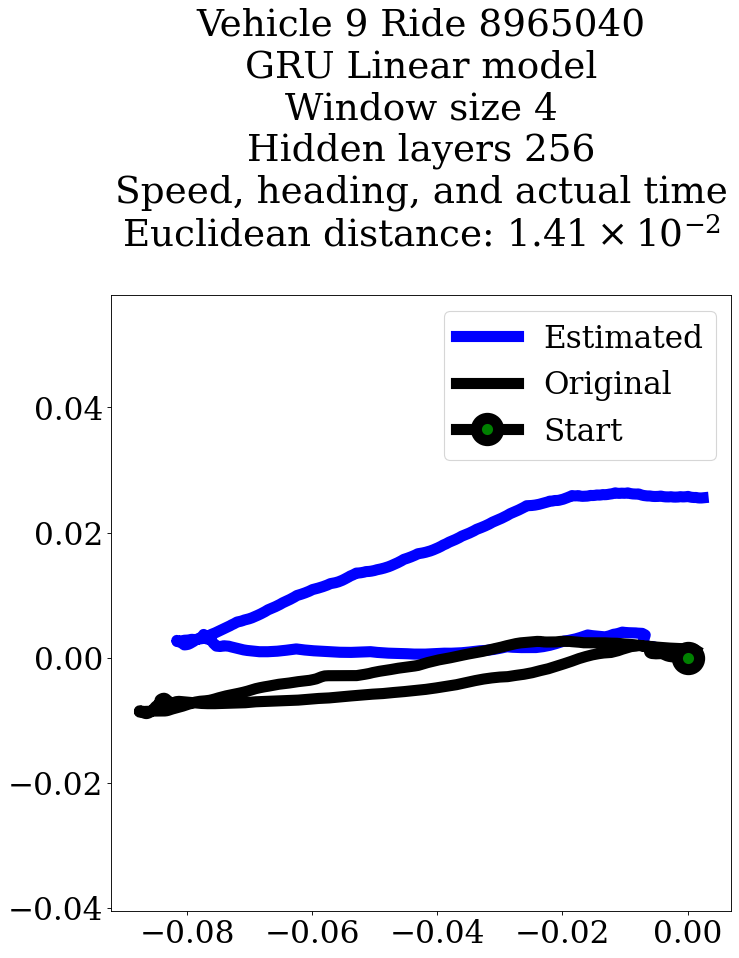 Vehicle 9 Ride 8965040
GRU Linear model
Window size 4
Hidden layers 256
Speed, heading, and actual time
Euclidean distance: 1.41 × 10⁻²
Estimated
Original
Start
0.04
0.02
0.00
−0.02
−0.04
−0.08 −0.06 −0.04 −0.02 0.00